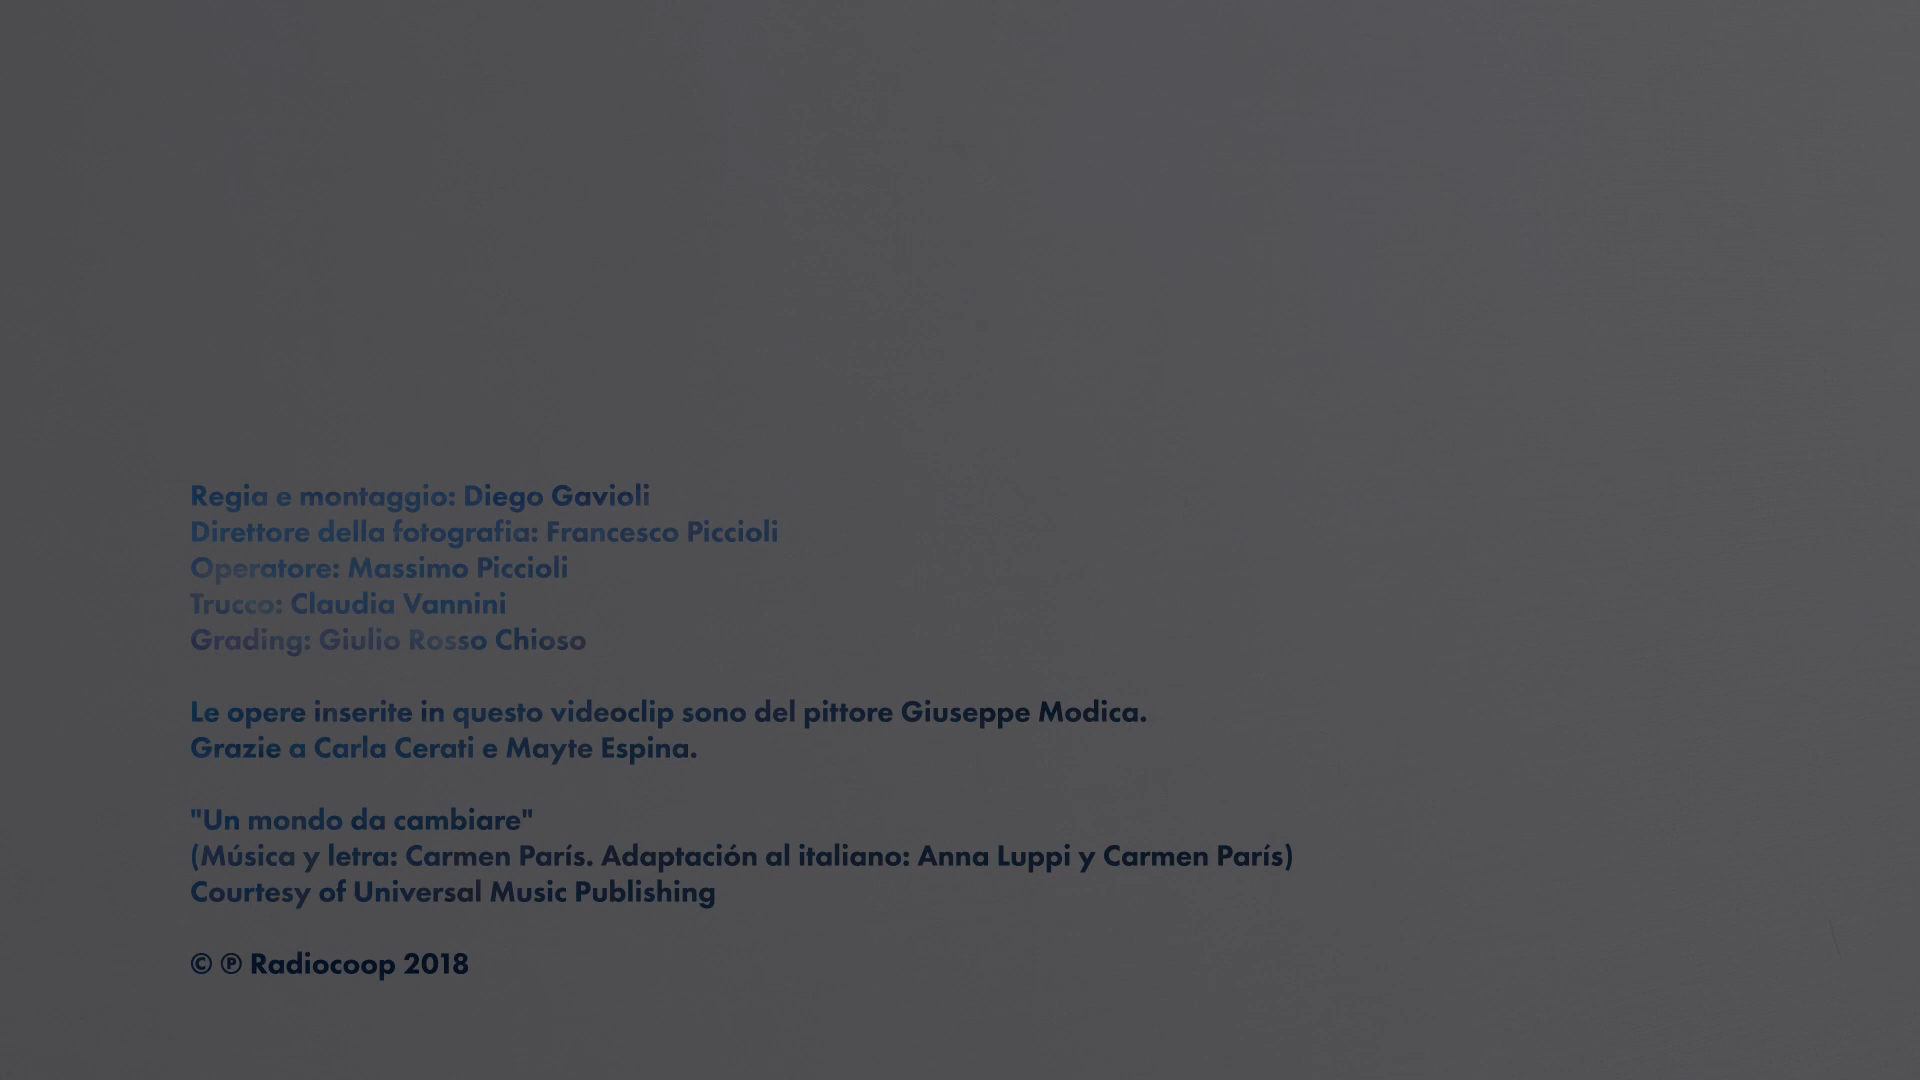 Regia e montaggio: Diego Gavioli
Direttore della fotografia: Francesco Piccioli
Operatore: Massimo Piccioli
Trucco: Claudia Vannini
Grading: Giulio Rosso Chioso
Le opere inserite in questo videoclip sono del pittore Giuseppe Modica.
Grazie a Carla Cerati e Mayte Espina.
"Un mondo da cambiare"
(Música y letra: Carmen París. Adaptación al italiano: Anna Luppi y Carmen París)
Courtesy of Universal Music Publishing
© ℗ Radiocoop 2018